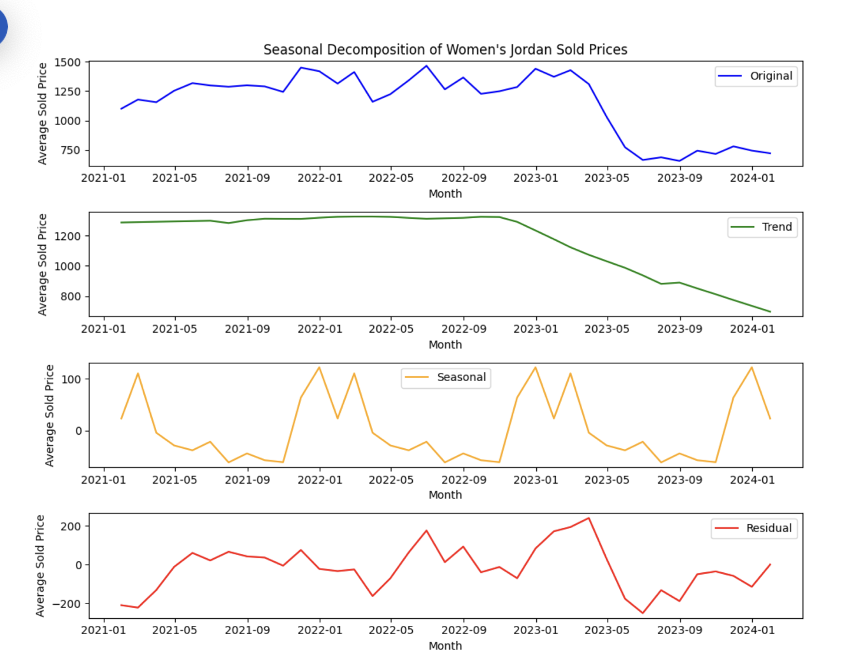 Seasonal Decomposition of Women's Jordan Sold Prices
Average Sold Price
1500
1250
1000
750
Original
2021-01 2021-05 2021-09 2022-01 2022-05 2022-09 2023-01 2023-05 2023-09 2024-01
Month
Average Sold Price
1200
1000
800
Trend
2021-01 2021-05 2021-09 2022-01 2022-05 2022-09 2023-01 2023-05 2023-09 2024-01
Month
Average Sold Price
100
0
Seasonal
2021-01 2021-05 2021-09 2022-01 2022-05 2022-09 2023-01 2023-05 2023-09 2024-01
Month
Average Sold Price
200
0
−200
Residual
2021-01 2021-05 2021-09 2022-01 2022-05 2022-09 2023-01 2023-05 2023-09 2024-01
Month